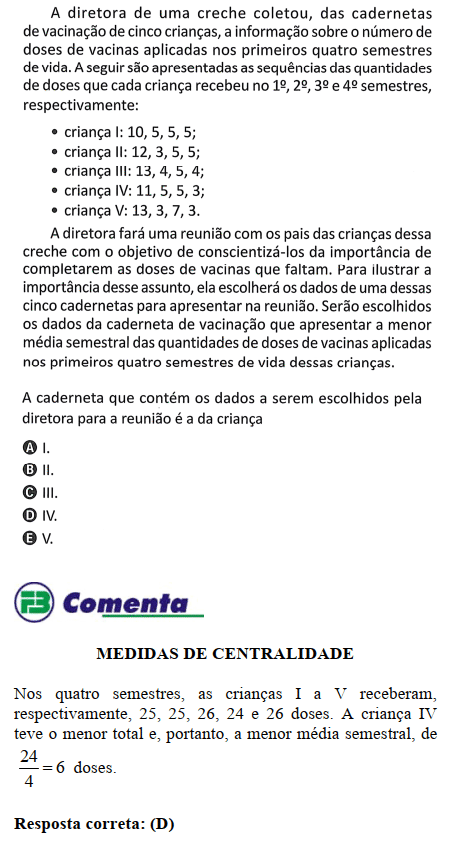 A diretora de uma creche coletou, das cadernetas
de vacinação de cinco crianças, a informação sobre o número de
doses de vacinas aplicadas nos primeiros quatro semestres
de vida. A seguir são apresentadas as sequências das quantidades
de doses que cada criança recebeu no 1º, 2º, 3º e 4º semestres,
respectivamente:
• criança I: 10, 5, 5, 5;
• criança II: 12, 3, 5, 5;
• criança III: 13, 4, 5, 4;
• criança IV: 11, 5, 5, 3;
• criança V: 13, 3, 7, 3.
A diretora fará uma reunião com os pais das crianças dessa
creche com o objetivo de conscientizá-los da importância de
completarem as doses de vacinas que faltam. Para ilustrar a
importância desse assunto, ela escolherá os dados de uma dessas
cinco cadernetas para apresentar na reunião. Serão escolhidos
os dados da caderneta de vacinação que apresentar a menor
média semestral das quantidades de doses de vacinas aplicadas
nos primeiros quatro semestres de vida dessas crianças.
A caderneta que contém os dados a serem escolhidos pela
diretora para a reunião é a da criança
A I.
B II.
C III.
D IV.
E V.
FB Comenta
MEDIDAS DE CENTRALIDADE
Nos quatro semestres, as crianças I a V receberam,
respectivamente, 25, 25, 26, 24 e 26 doses. A criança IV
teve o menor total e, portanto, a menor média semestral, de
24/4 = 6 doses.
Resposta correta: (D)